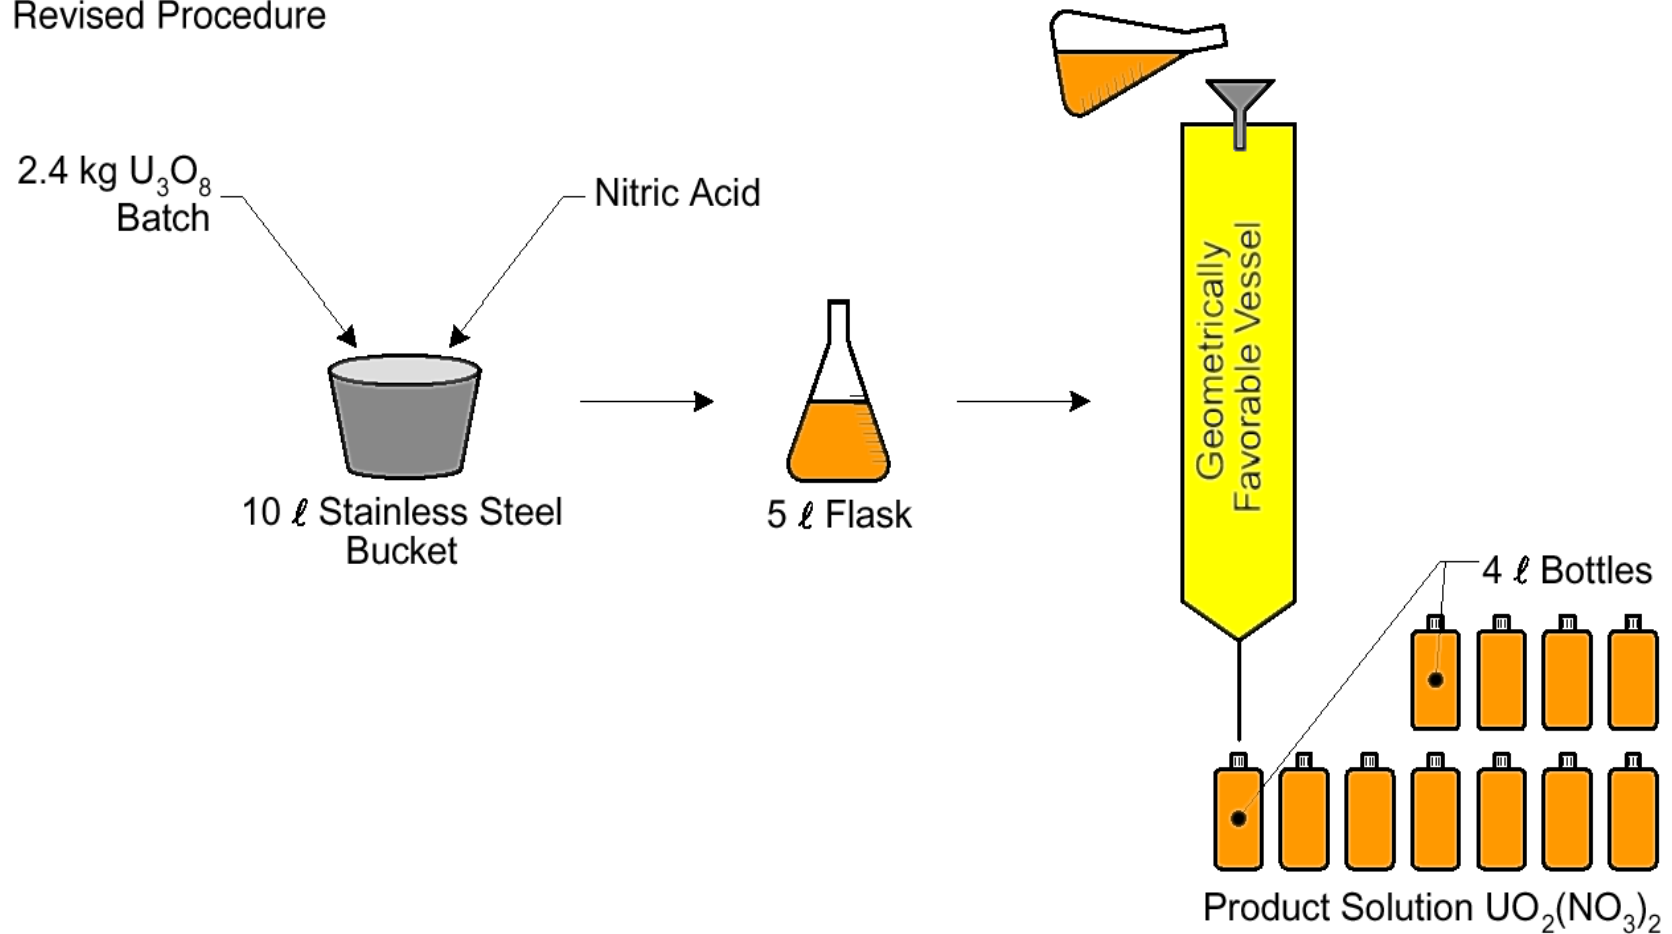 Revised Procedure
2.4 kg U₃O₈
Batch
Nitric Acid
10 ℓ Stainless Steel
Bucket
5 ℓ Flask
Geometrically
Favorable Vessel
4 ℓ Bottles
Product Solution UO₂(NO₃)₂